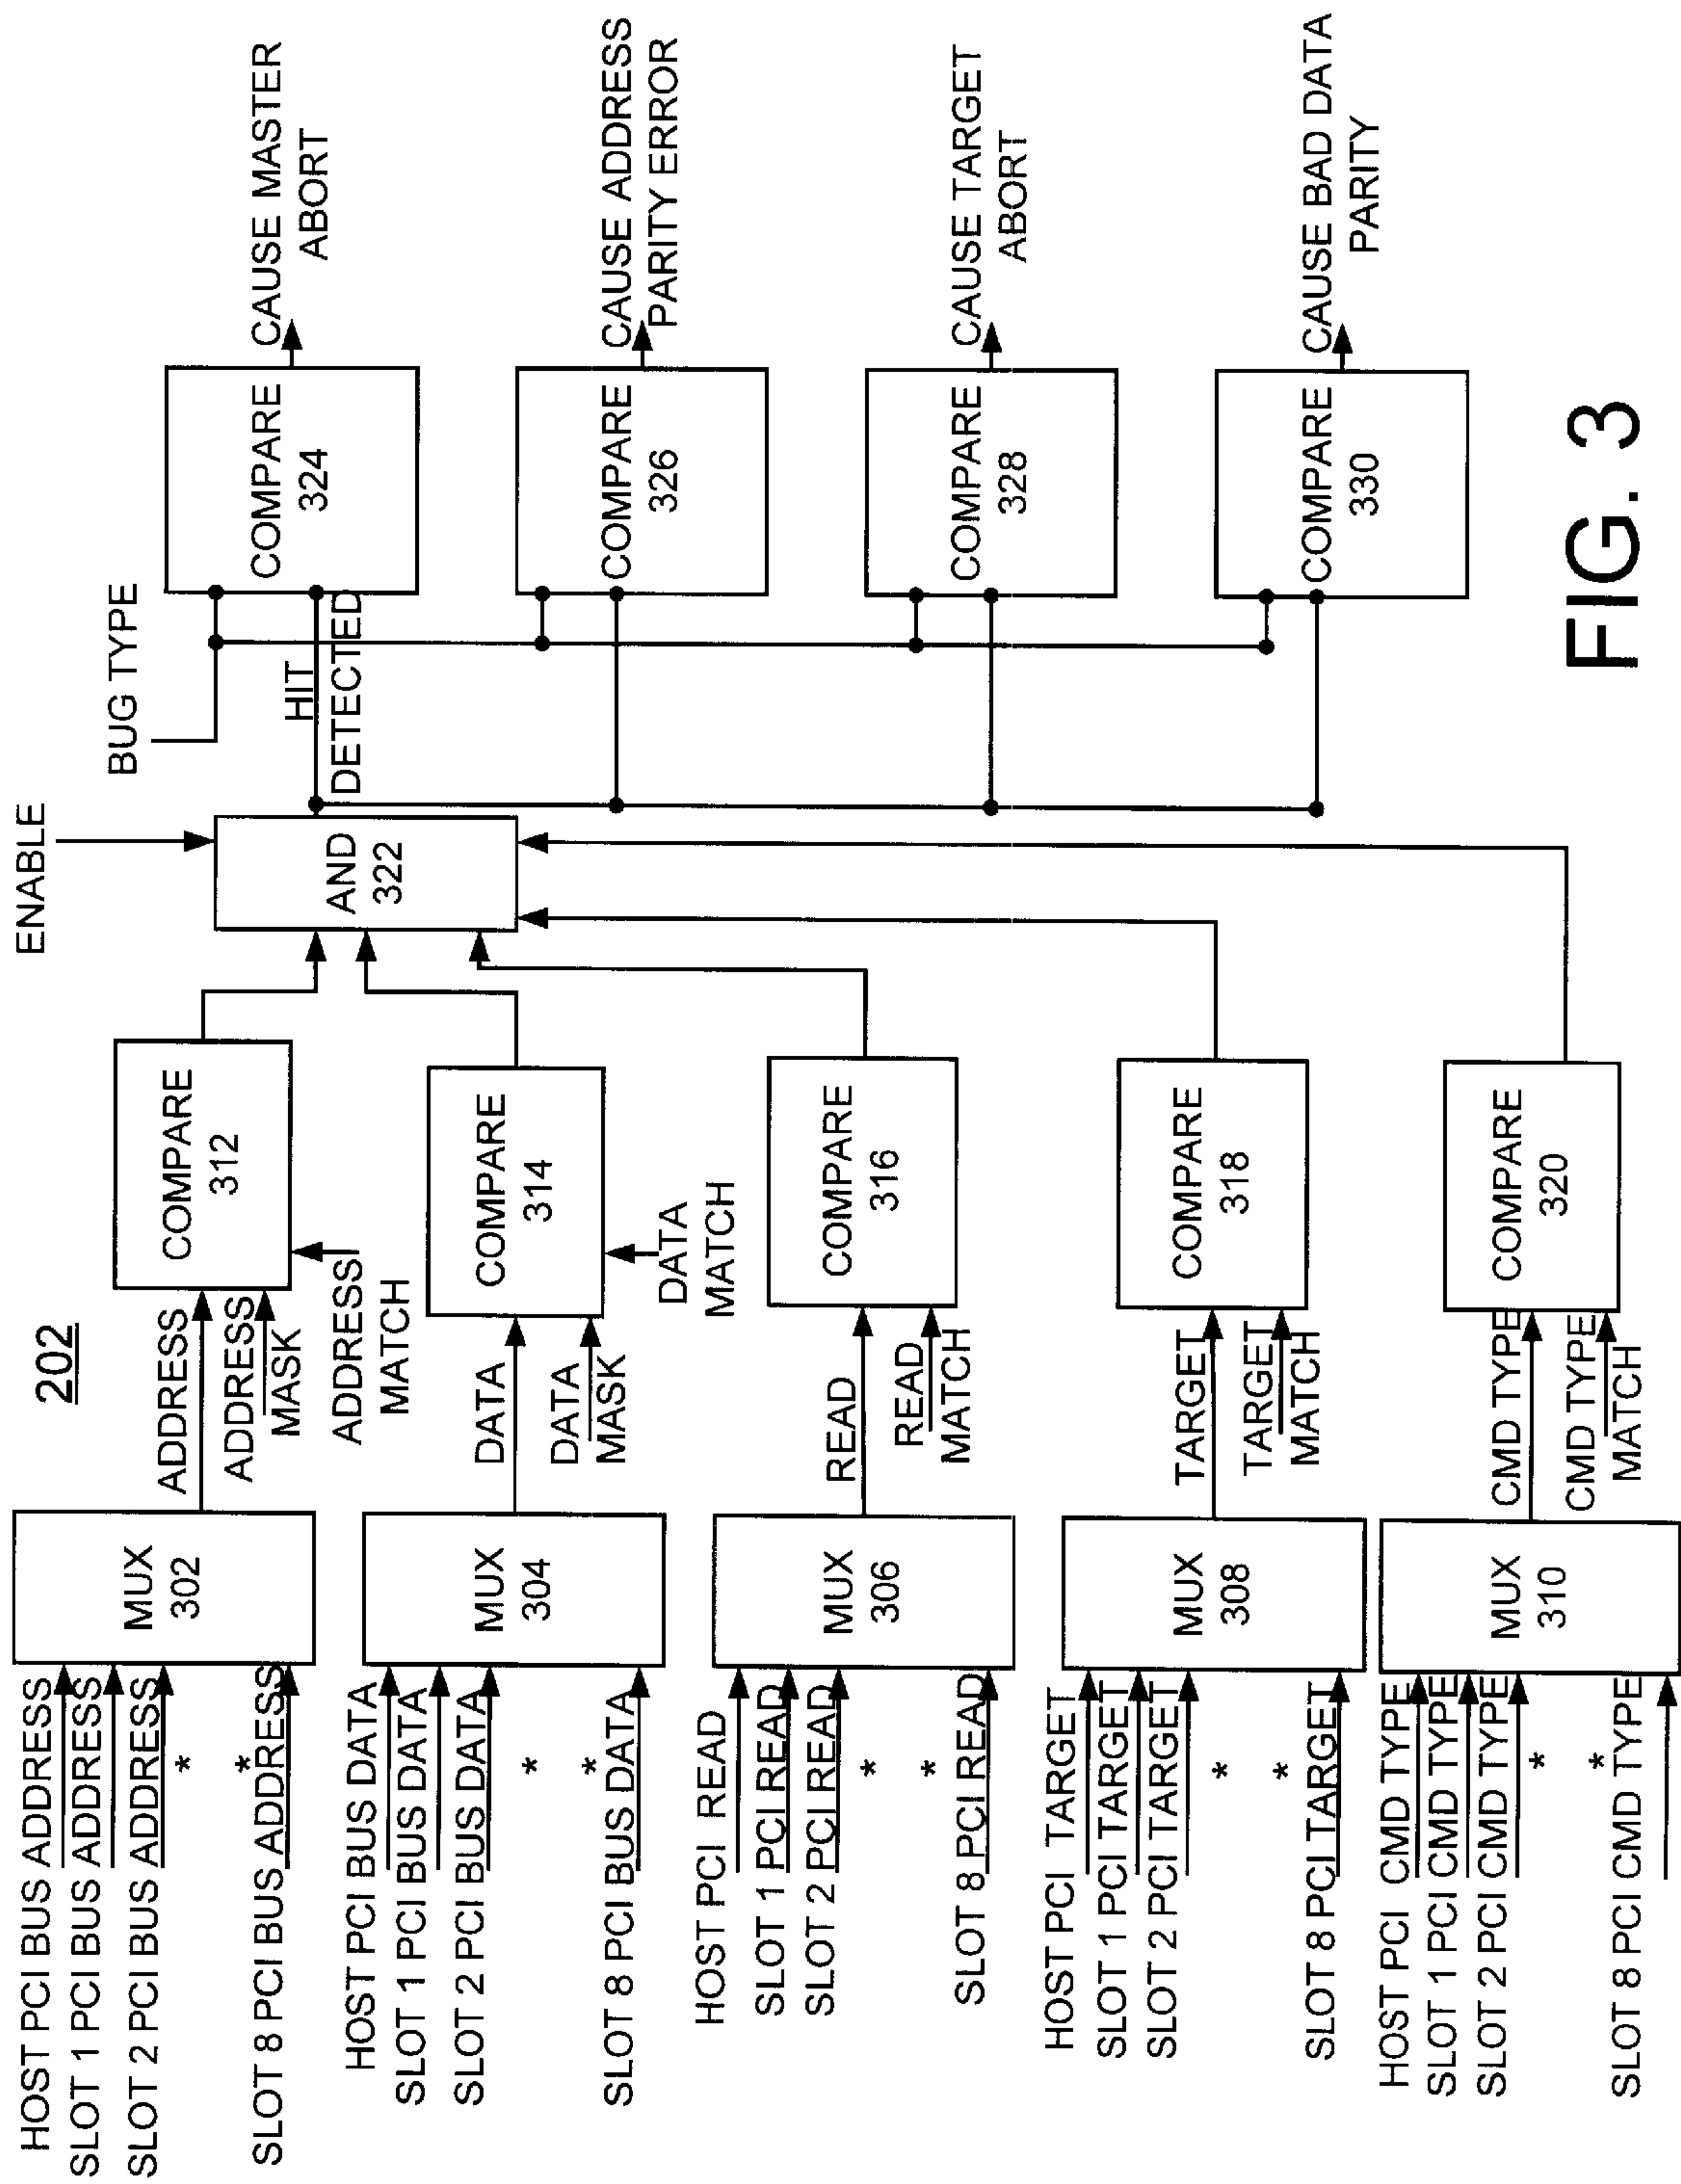 202
HOST PCI BUS ADDRESS
SLOT 1 PCI BUS ADDRESS
SLOT 2 PCI BUS ADDRESS
*
*
SLOT 8 PCI BUS ADDRESS
MUX
302
ADDRESS
ADDRESS
MASK
ADDRESS
MATCH
COMPARE
312
HOST PCI BUS DATA
SLOT 1 PCI BUS DATA
SLOT 2 PCI BUS DATA
*
*
SLOT 8 PCI BUS DATA
MUX
304
DATA
DATA
MASK
DATA
MATCH
COMPARE
314
HOST PCI READ
SLOT 1 PCI READ
SLOT 2 PCI READ
*
*
SLOT 8 PCI READ
MUX
306
READ
READ
MATCH
COMPARE
316
HOST PCI TARGET
SLOT 1 PCI TARGET
SLOT 2 PCI TARGET
*
*
SLOT 8 PCI TARGET
MUX
308
TARGET
TARGET
MATCH
COMPARE
318
HOST PCI CMD TYPE
SLOT 1 PCI CMD TYPE
SLOT 2 PCI CMD TYPE
*
*
SLOT 8 PCI CMD TYPE
MUX
310
CMD TYPE
CMD TYPE
MATCH
COMPARE
320
ENABLE
AND
322
BUG TYPE
HIT
DETECTED
COMPARE
324
CAUSE MASTER
ABORT
COMPARE
326
CAUSE ADDRESS
PARITY ERROR
COMPARE
328
CAUSE TARGET
ABORT
COMPARE
330
CAUSE BAD DATA
PARITY
FIG. 3